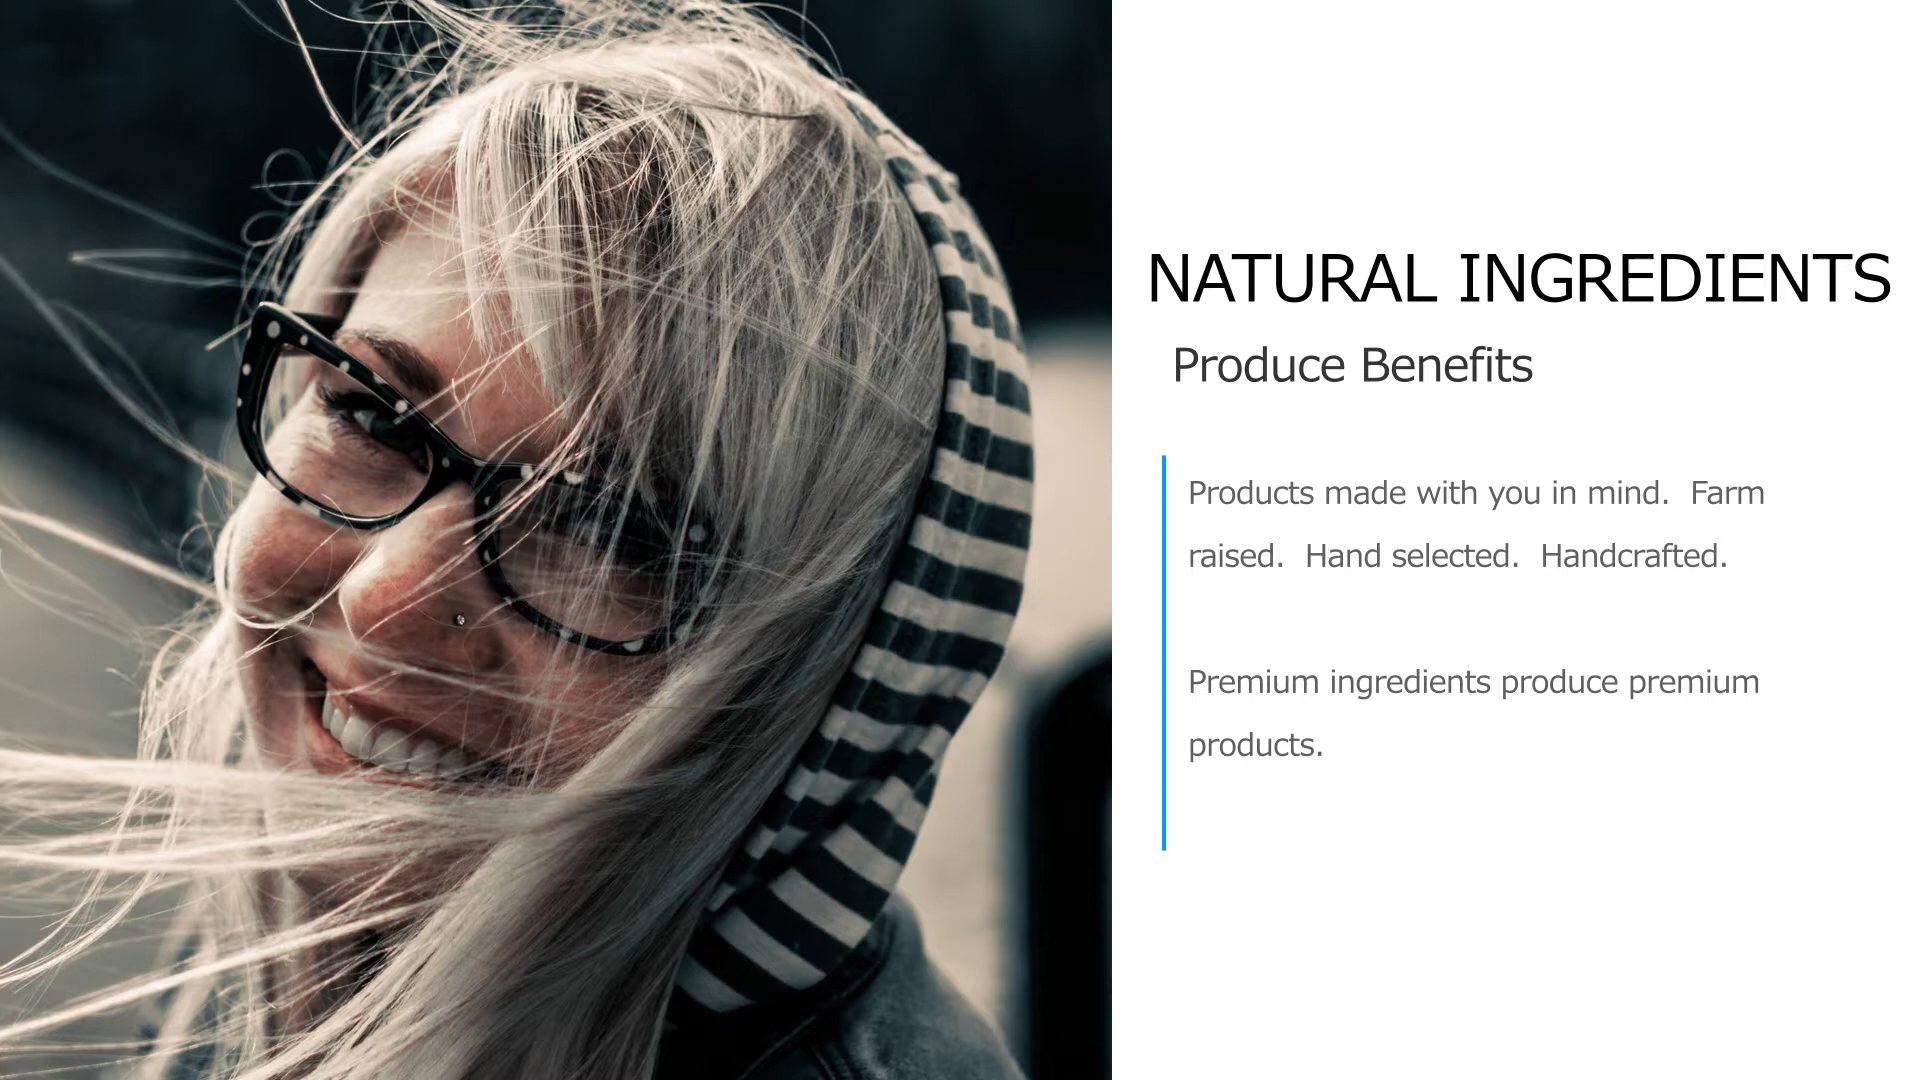 NATURAL INGREDIENTS
Produce Benefits
Products made with you in mind.  Farm
raised.  Hand selected.  Handcrafted.
Premium ingredients produce premium
products.